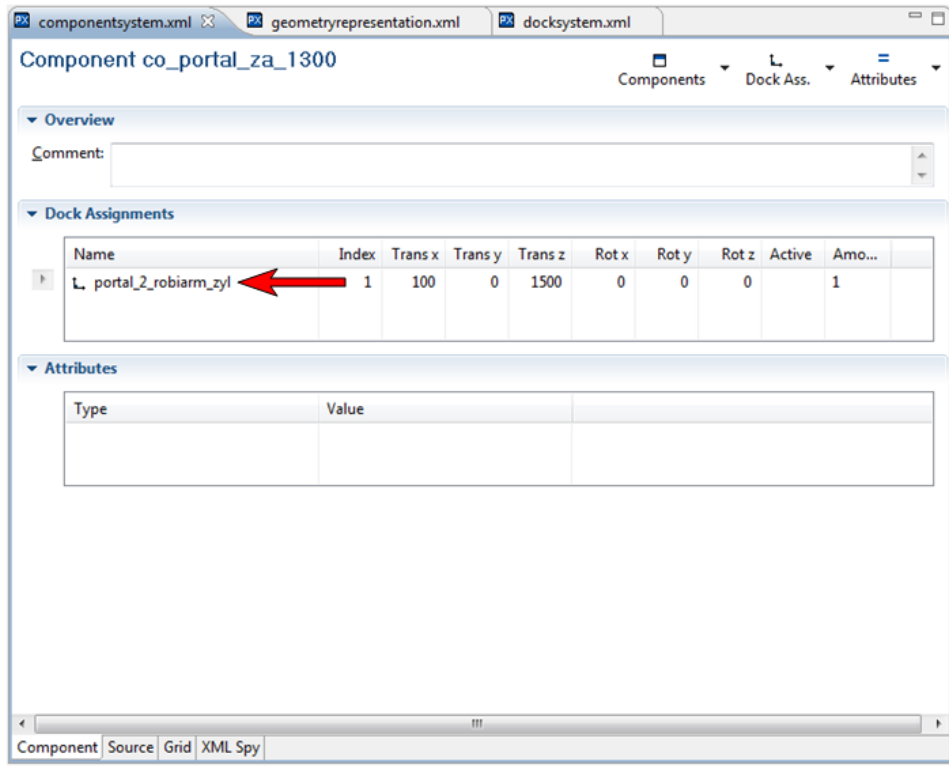 componentsystem.xml geometryrepresentation.xml docksystem.xml
Component co_portal_za_1300
Components Dock Ass. Attributes
Overview
Comment:
Dock Assignments
Name Index Trans x Trans y Trans z Rot x Rot y Rot z Active Amo...
portal_2_robiarm_zyl 1 100 0 1500 0 0 0 1
Attributes
Type Value
Component Source Grid XML Spy